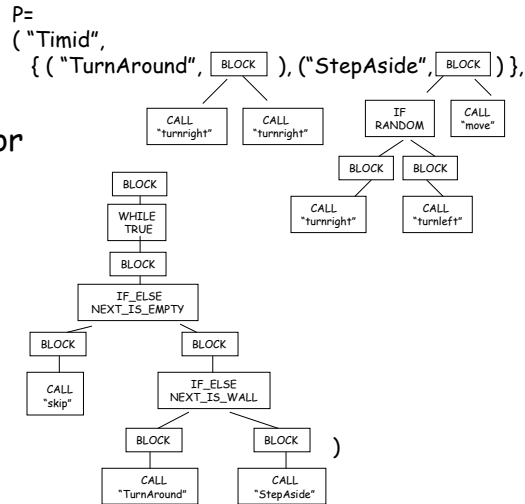 P=
( “Timid”,
{ ( “TurnAround”, BLOCK ), (“StepAside”, BLOCK ) },
CALL "turnright"
CALL "turnright"
IF RANDOM
CALL "move"
or
BLOCK BLOCK
CALL "turnright"
CALL "turnleft"
BLOCK
WHILE
TRUE
BLOCK
IF_ELSE
NEXT_IS_EMPTY
BLOCK BLOCK
CALL
"skip"
IF_ELSE
NEXT_IS_WALL
BLOCK BLOCK )
CALL "TurnAround"
CALL "StepAside"